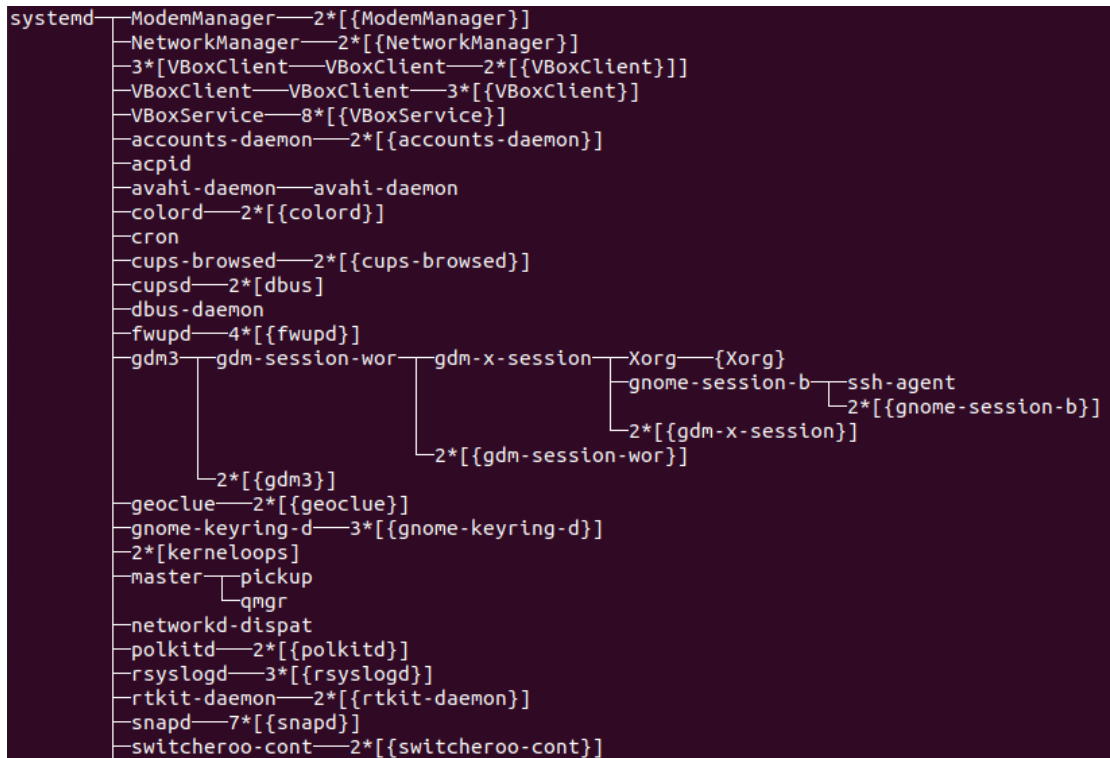 systemd─┬─ModemManager───2*[{ModemManager}]
        ├─NetworkManager───2*[{NetworkManager}]
        ├─3*[VBoxClient───VBoxClient───2*[{VBoxClient}]]
        ├─VBoxClient───VBoxClient───3*[{VBoxClient}]
        ├─VBoxService───8*[{VBoxService}]
        ├─accounts-daemon───2*[{accounts-daemon}]
        ├─acpid
        ├─avahi-daemon───avahi-daemon
        ├─colord───2*[{colord}]
        ├─cron
        ├─cups-browsed───2*[{cups-browsed}]
        ├─cupsd───2*[dbus]
        ├─dbus-daemon
        ├─fwupd───4*[{fwupd}]
        ├─gdm3─┬─gdm-session-wor─┬─gdm-x-session─┬─Xorg───{Xorg}
        │      │                 │               ├─gnome-session-b─┬─ssh-agent
        │      │                 │               │                 └─2*[{gnome-session-b}]
        │      │                 │               └─2*[{gdm-x-session}]
        │      │                 └─2*[{gdm-session-wor}]
        │      └─2*[{gdm3}]
        ├─geoclue───2*[{geoclue}]
        ├─gnome-keyring-d───3*[{gnome-keyring-d}]
        ├─2*[kerneloops]
        ├─master─┬─pickup
        │        └─qmgr
        ├─networkd-dispat
        ├─polkitd───2*[{polkitd}]
        ├─rsyslogd───3*[{rsyslogd}]
        ├─rtkit-daemon───2*[{rtkit-daemon}]
        ├─snapd───7*[{snapd}]
        ├─switcheroo-cont───2*[{switcheroo-cont}]